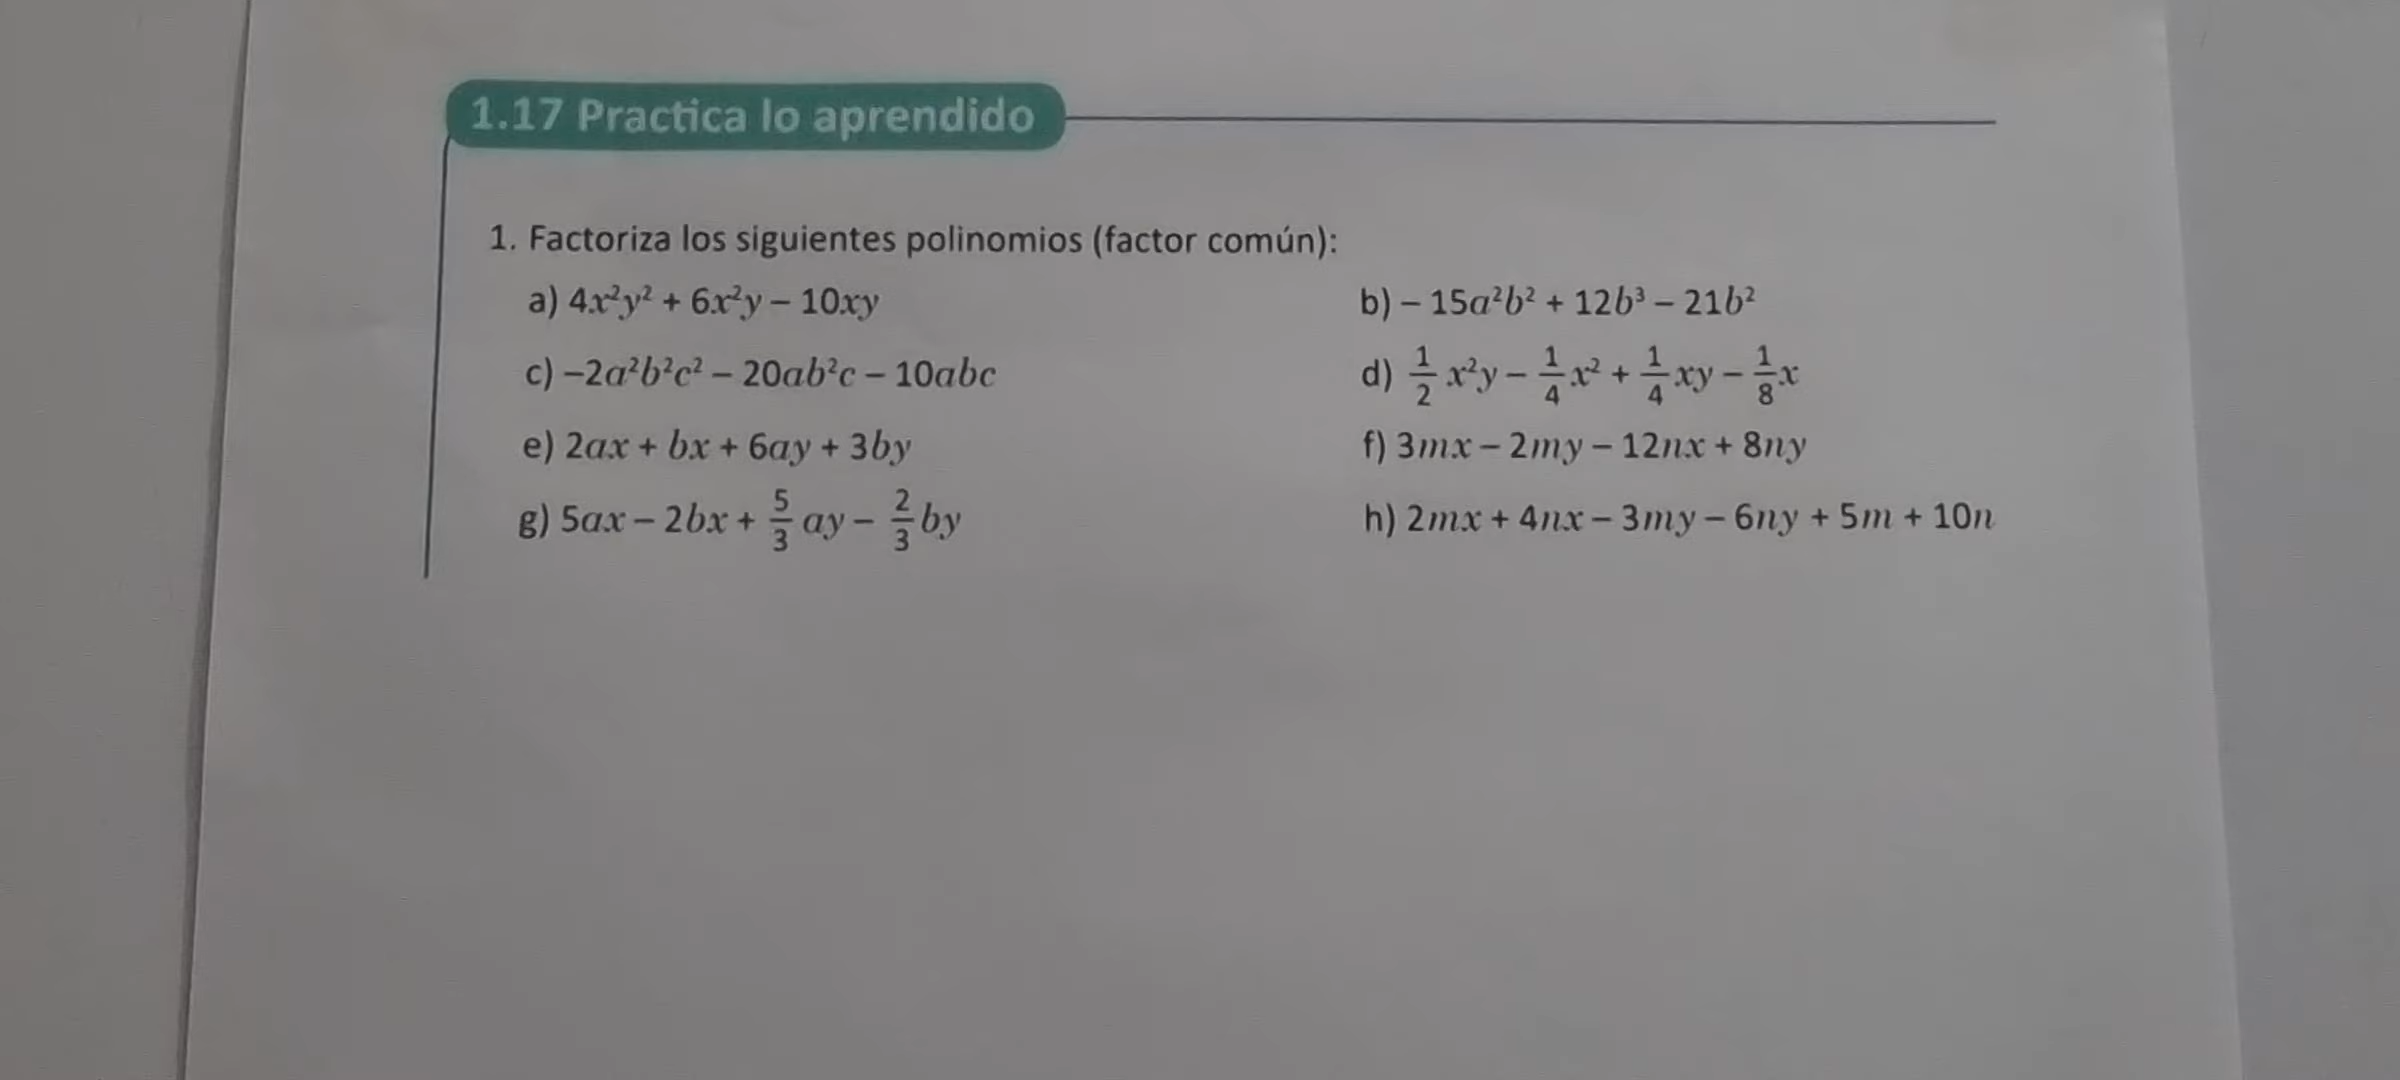 1.17 Practica lo aprendido
1. Factoriza los siguientes polinomios (factor común):
a) 4x²y² + 6x²y – 10xy
b) – 15a²b² + 12b³ – 21b²
c) –2a²b²c² – 20ab²c – 10abc
d) 1/2 x²y – 1/4 x² + 1/4 xy – 1/8 x
e) 2ax + bx + 6ay + 3by
f) 3mx – 2my – 12nx + 8ny
g) 5ax – 2bx + 5/3 ay – 2/3 by
h) 2mx + 4nx – 3my – 6ny + 5m + 10n